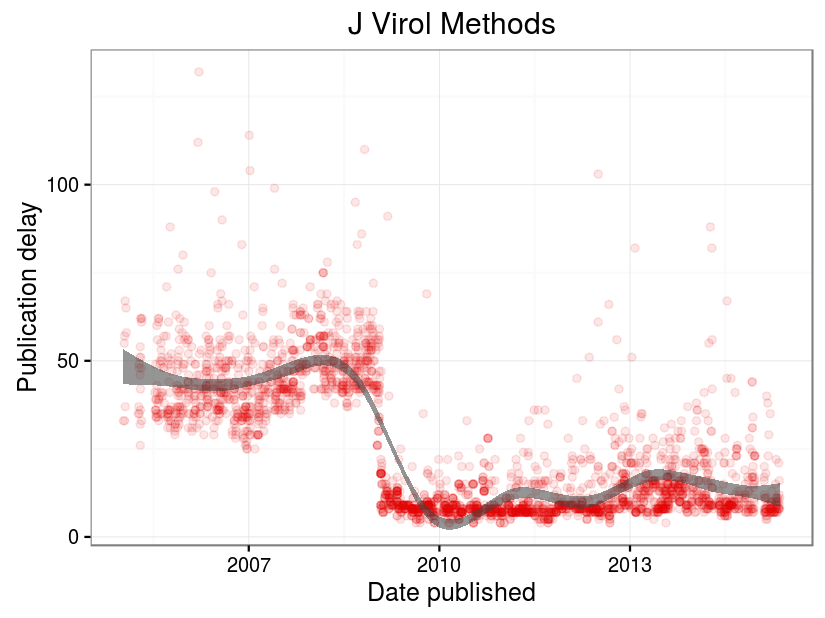 J Virol Methods
Publication delay
100
50
0
2007 2010 2013
Date published